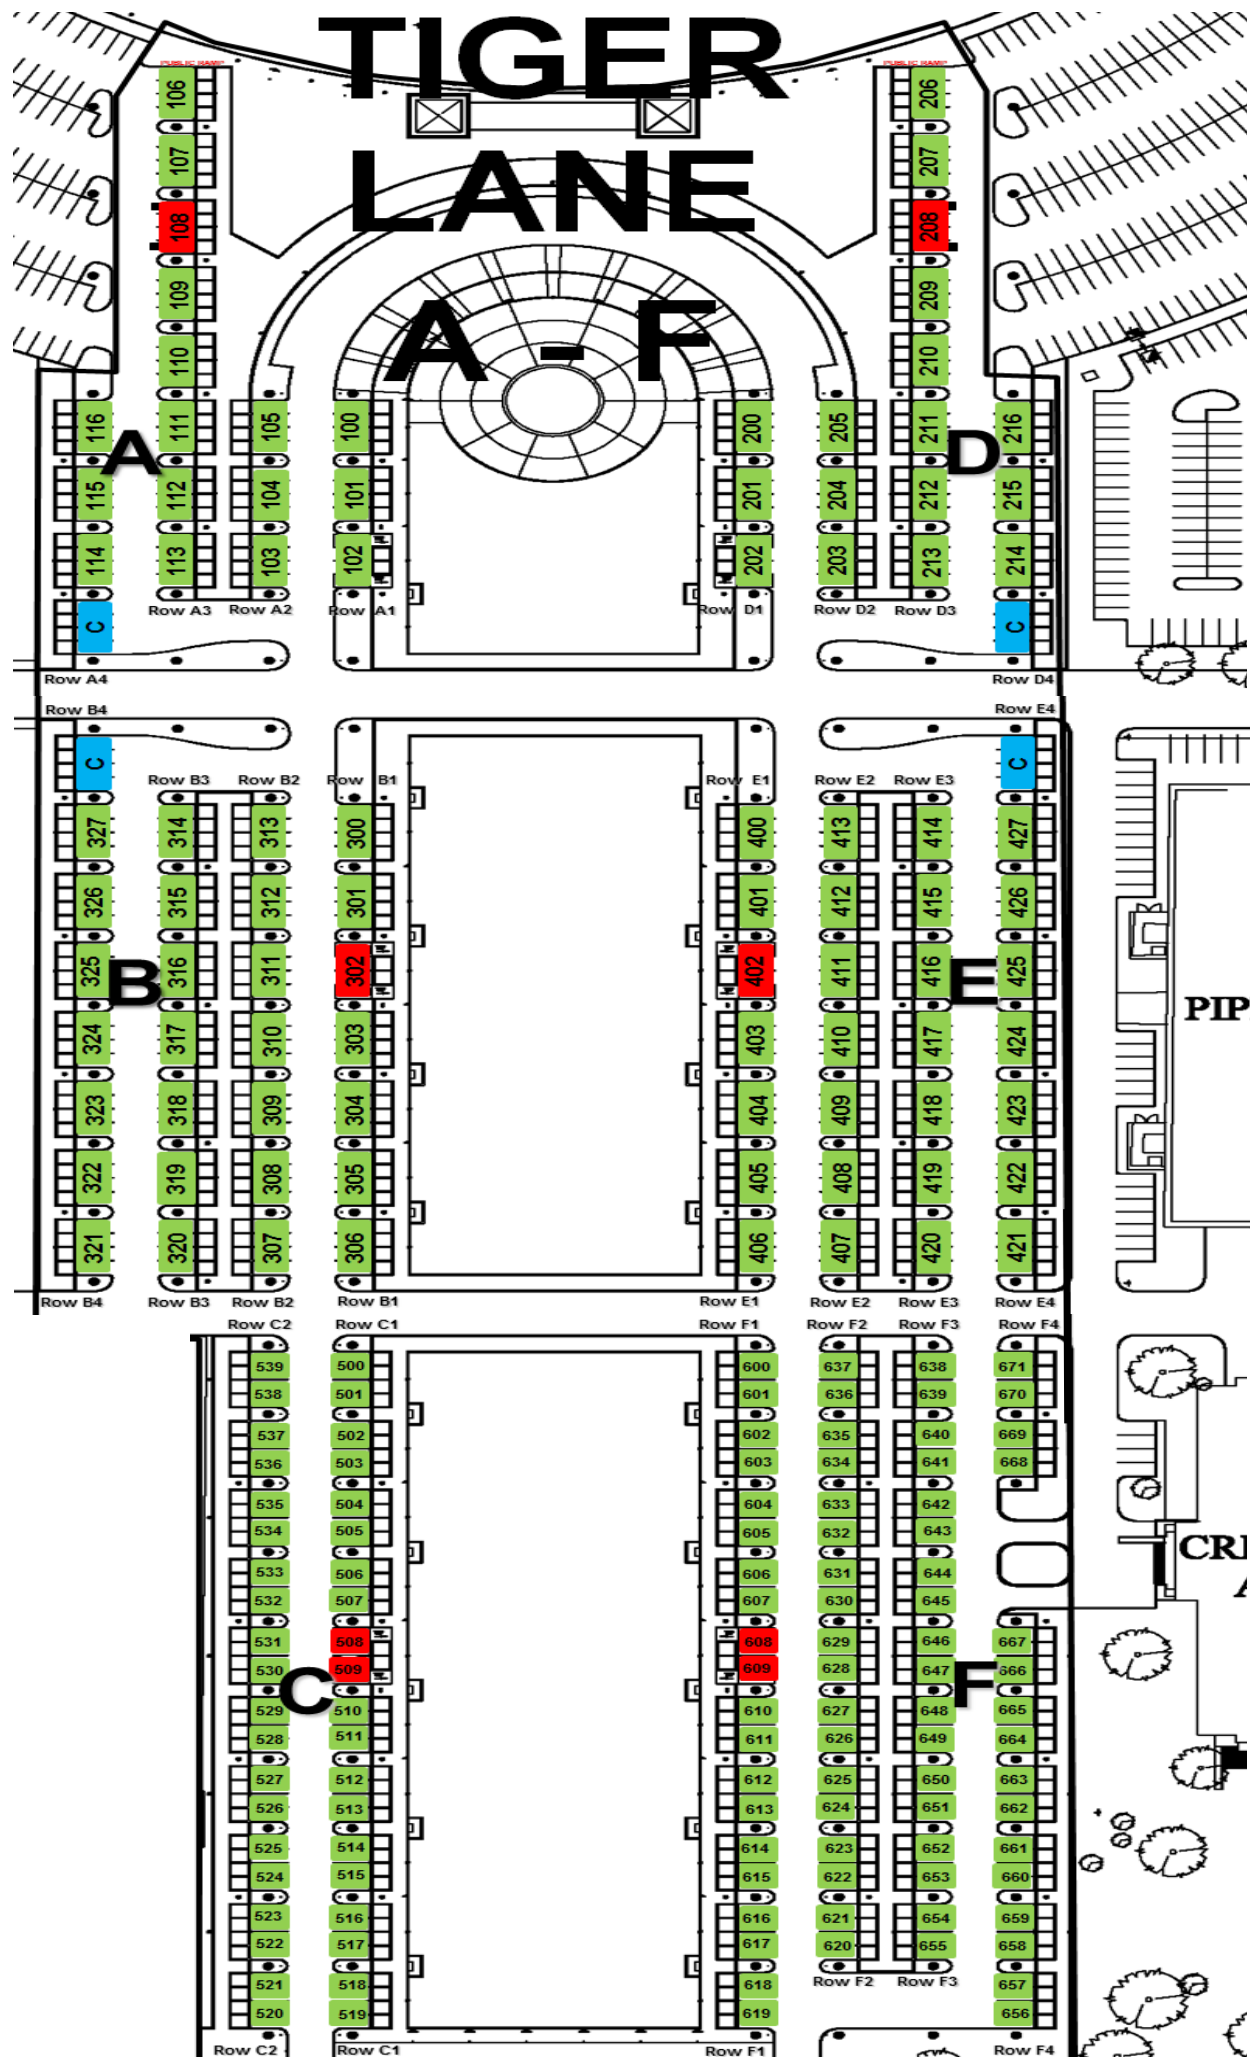 TIGER
PUBLIC RAMP PUBLIC RAMP
106 206
LANE
107 207
108 208
109 209
A - F
110 210
116 111 105 100 200 205 211 216
A D
115 112 104 101 201 204 212 215
114 113 103 102 202 203 213 214
Row A3 Row A2 Row A1 Row D1 Row D2 Row D3
C C
Row A4 Row D4
Row B4 Row E4
C C
Row B3 Row B2 Row B1 Row E1 Row E2 Row E3
327 314 313 300 400 413 414 427
326 315 312 301 401 412 415 426
325 B 316 311 302 402 411 416 E 425
PIP
324 317 310 303 403 410 417 424
323 318 309 304 404 409 418 423
322 319 308 305 405 408 419 422
321 320 307 306 406 407 420 421
Row B4 Row B3 Row B2 Row B1 Row E1 Row E2 Row E3 Row E4
Row C2 Row C1 Row F1 Row F2 Row F3 Row F4
539 500 600 637 638 671
538 501 601 636 639 670
537 502 602 635 640 669
536 503 603 634 641 668
535 504 604 633 642
534 505 605 632 643
CRI
533 506 606 631 644
A
532 507 607 630 645
531 508 608 629 646 667
530 509 609 628 647 666
C F
529 510 610 627 648 665
528 511 611 626 649 664
527 512 612 625 650 663
526 513 613 624 651 662
525 514 614 623 652 661
524 515 615 622 653 660
523 516 616 621 654 659
522 517 617 620 655 658
Row F2 Row F3
521 518 618 657
520 519 619 656
Row C2 Row C1 Row F1 Row F4